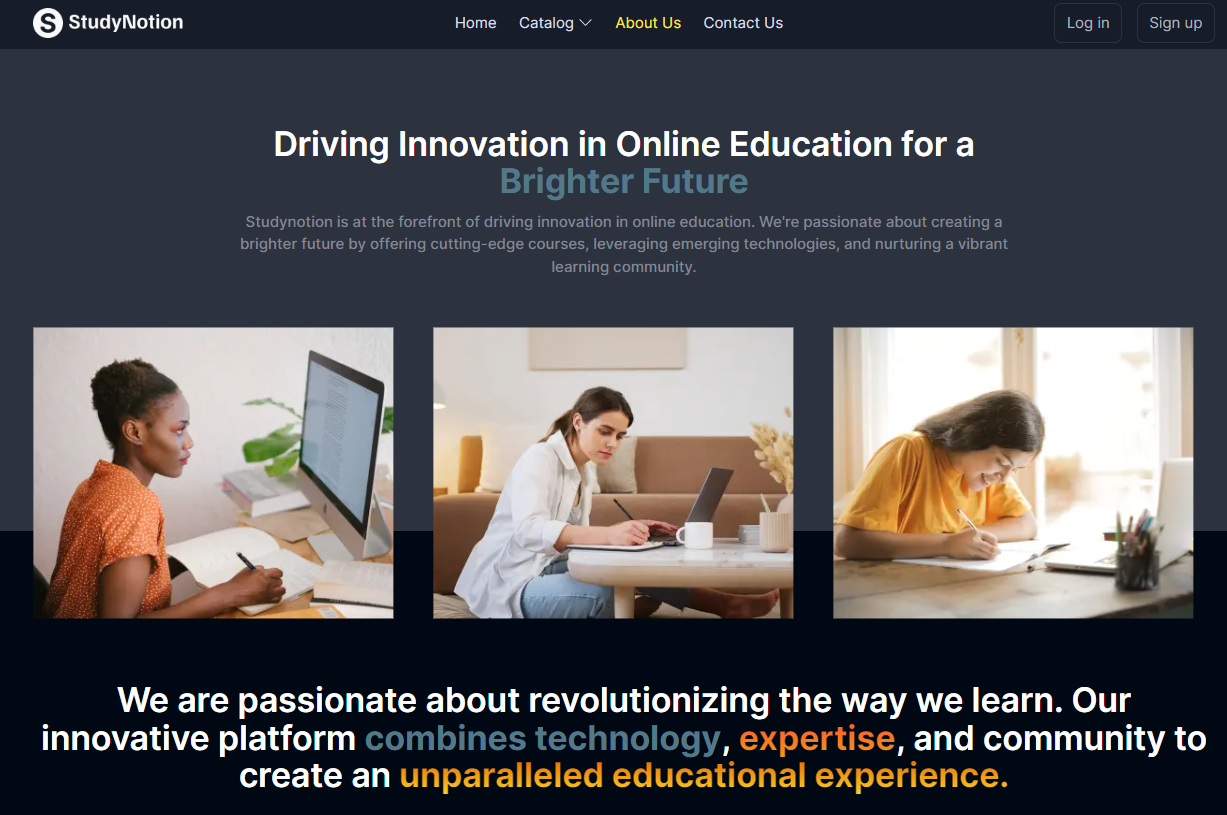 S StudyNotion
Home Catalog About Us Contact Us
Log in Sign up
Driving Innovation in Online Education for a
Brighter Future
Studynotion is at the forefront of driving innovation in online education. We're passionate about creating a
brighter future by offering cutting-edge courses, leveraging emerging technologies, and nurturing a vibrant
learning community.
We are passionate about revolutionizing the way we learn. Our
innovative platform combines technology, expertise, and community to
create an unparalleled educational experience.